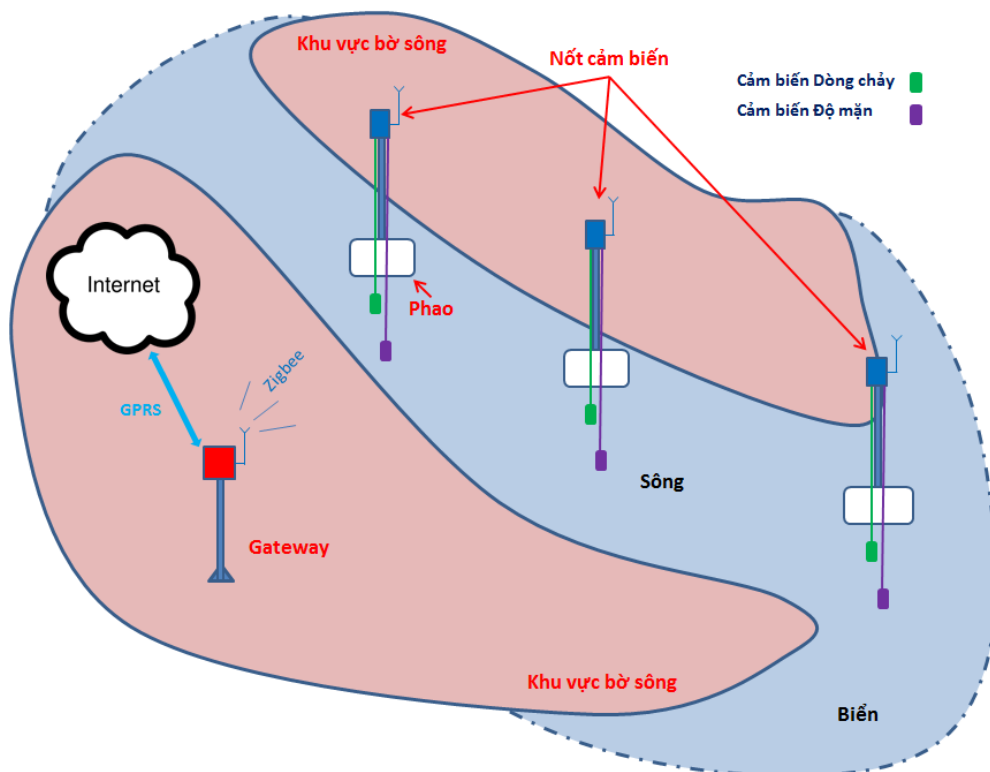 Khu vực bờ sông
Nốt cảm biến
Cảm biến Dòng chảy
Cảm biến Độ mặn
Internet
Phao
Zigbee
GPRS
Sông
Gateway
Khu vực bờ sông
Biển